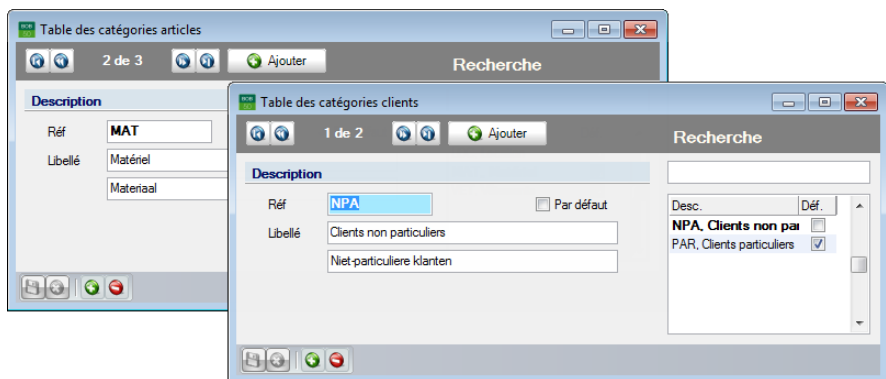 Table des catégories articles
2 de 3
Ajouter
Recherche
Description
Réf
MAT
Libellé
Matériel
Materiaal
Table des catégories clients
1 de 2
Ajouter
Recherche
Description
Réf
NPA
Par défaut
Libellé
Clients non particuliers
Niet-particuliere klanten
Desc.
Déf.
NPA, Clients non par
PAR, Clients particuliers